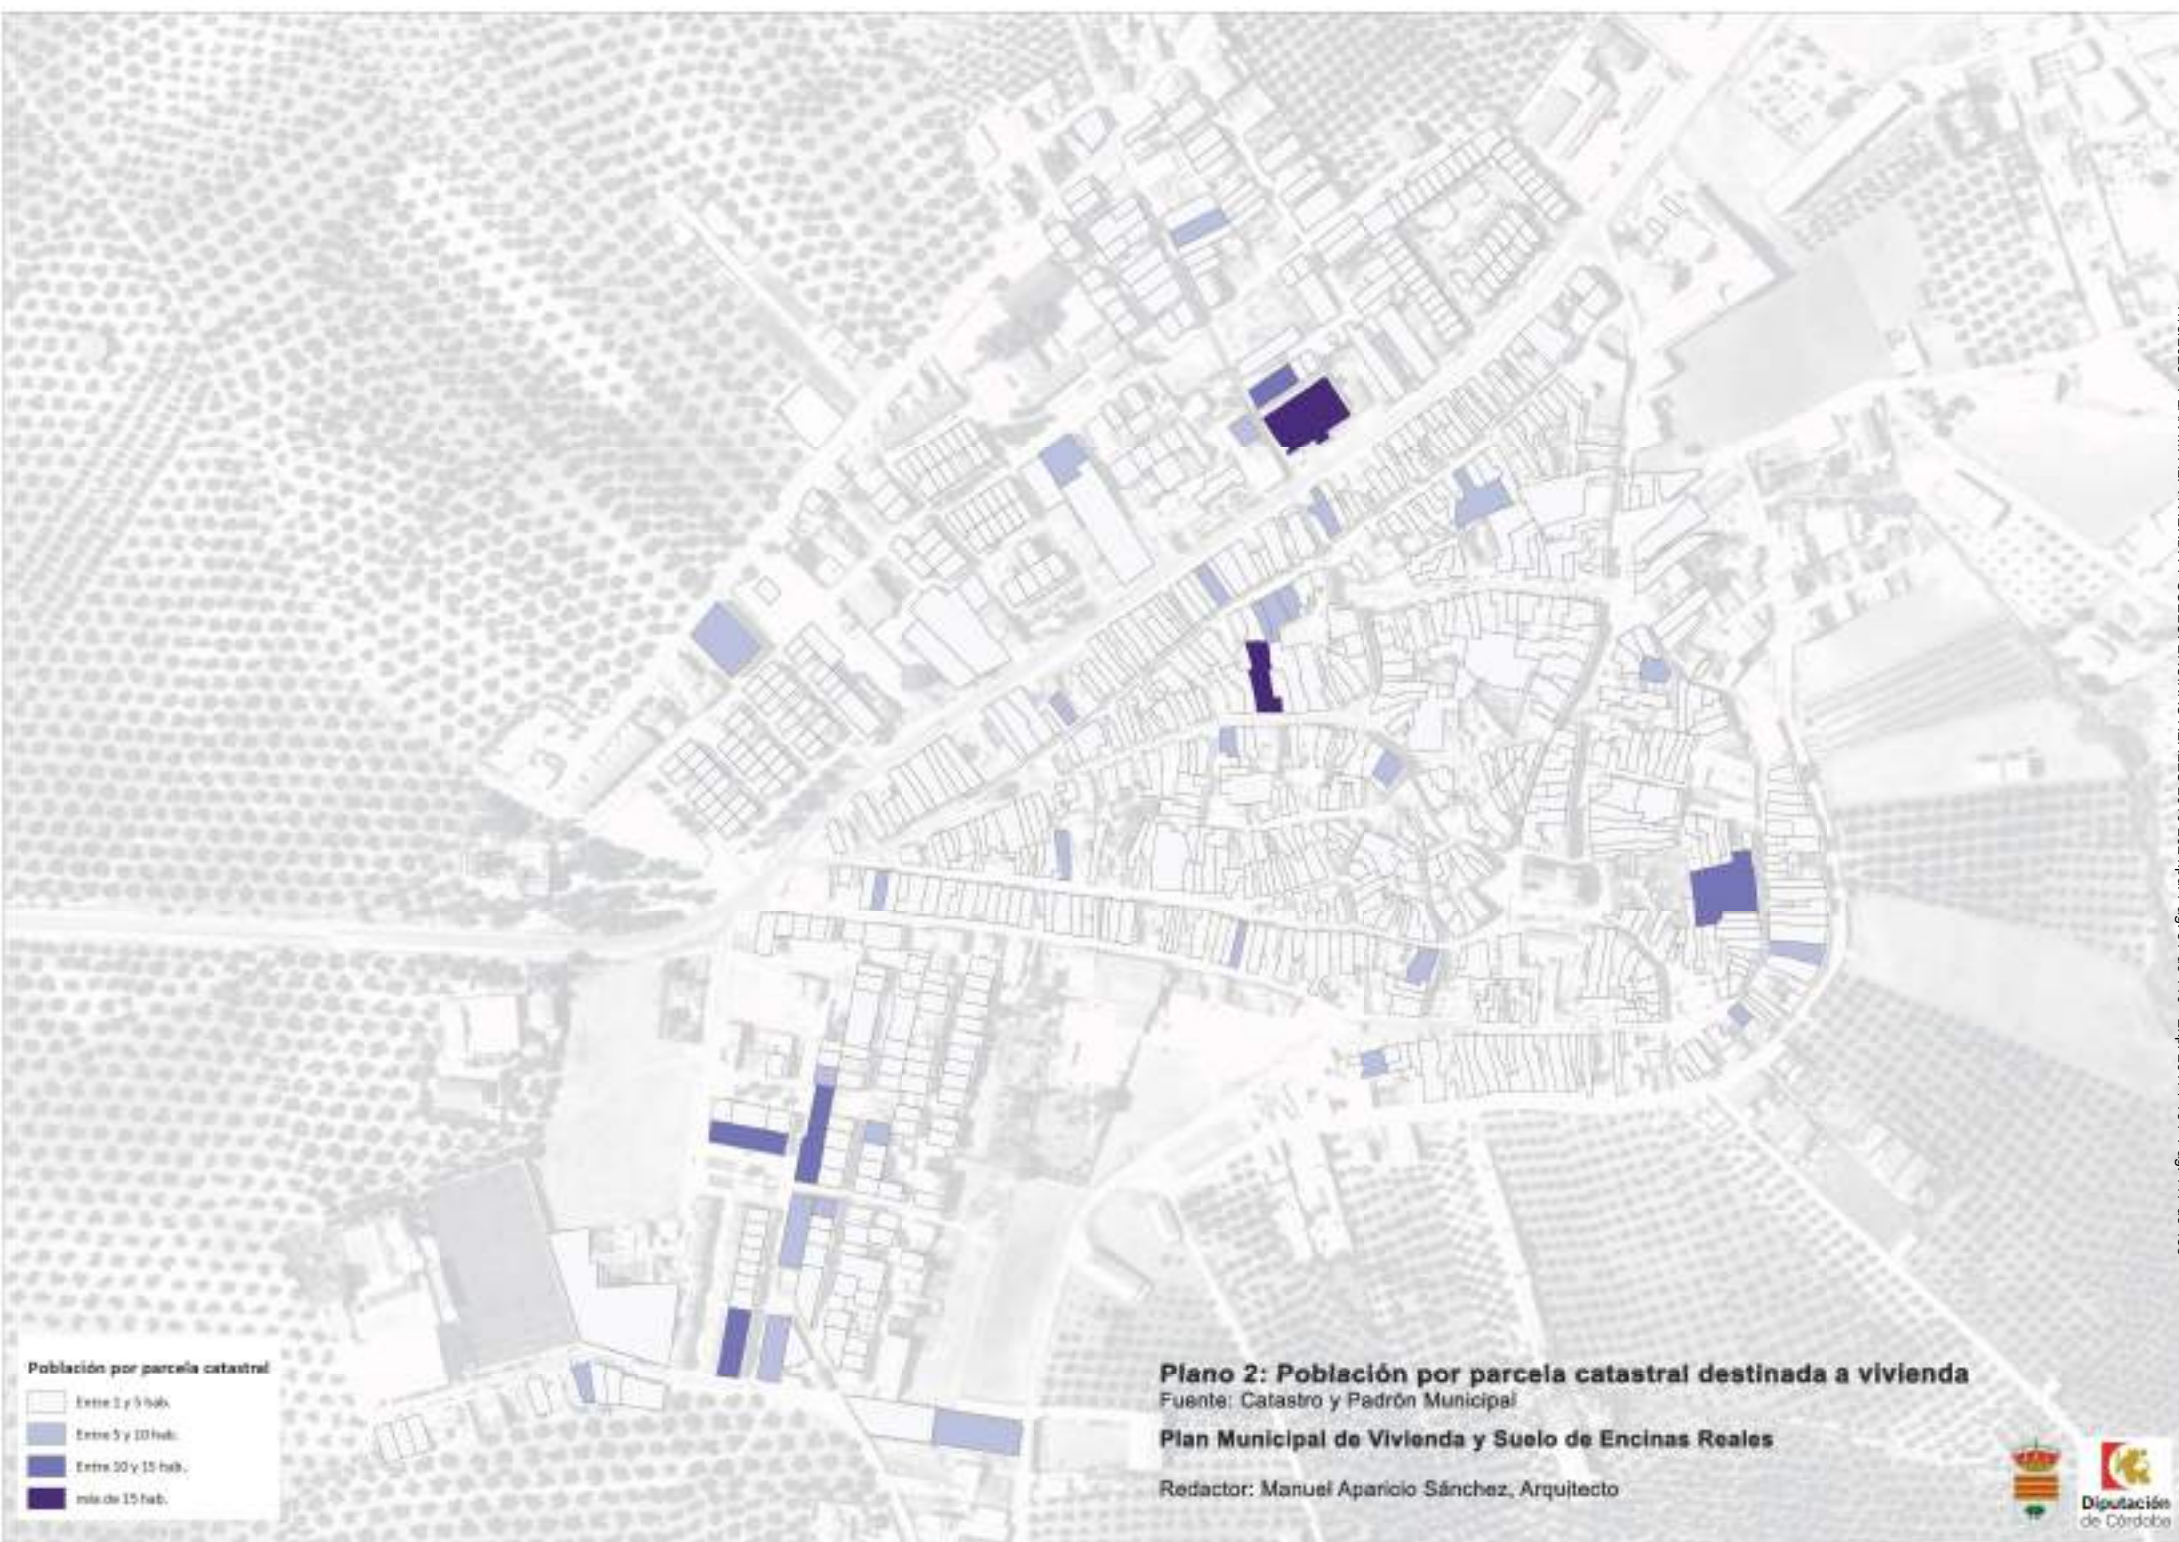 Población por parcela catastral
Entre 1 y 5 hab.
Entre 5 y 10 hab.
Entre 10 y 15 hab.
más de 15 hab.
Plano 2: Población por parcela catastral destinada a vivienda
Fuente: Catastro y Padrón Municipal
Plan Municipal de Vivienda y Suelo de Encinas Reales
Redactor: Manuel Aparicio Sánchez, Arquitecto
Diputación
de Córdoba